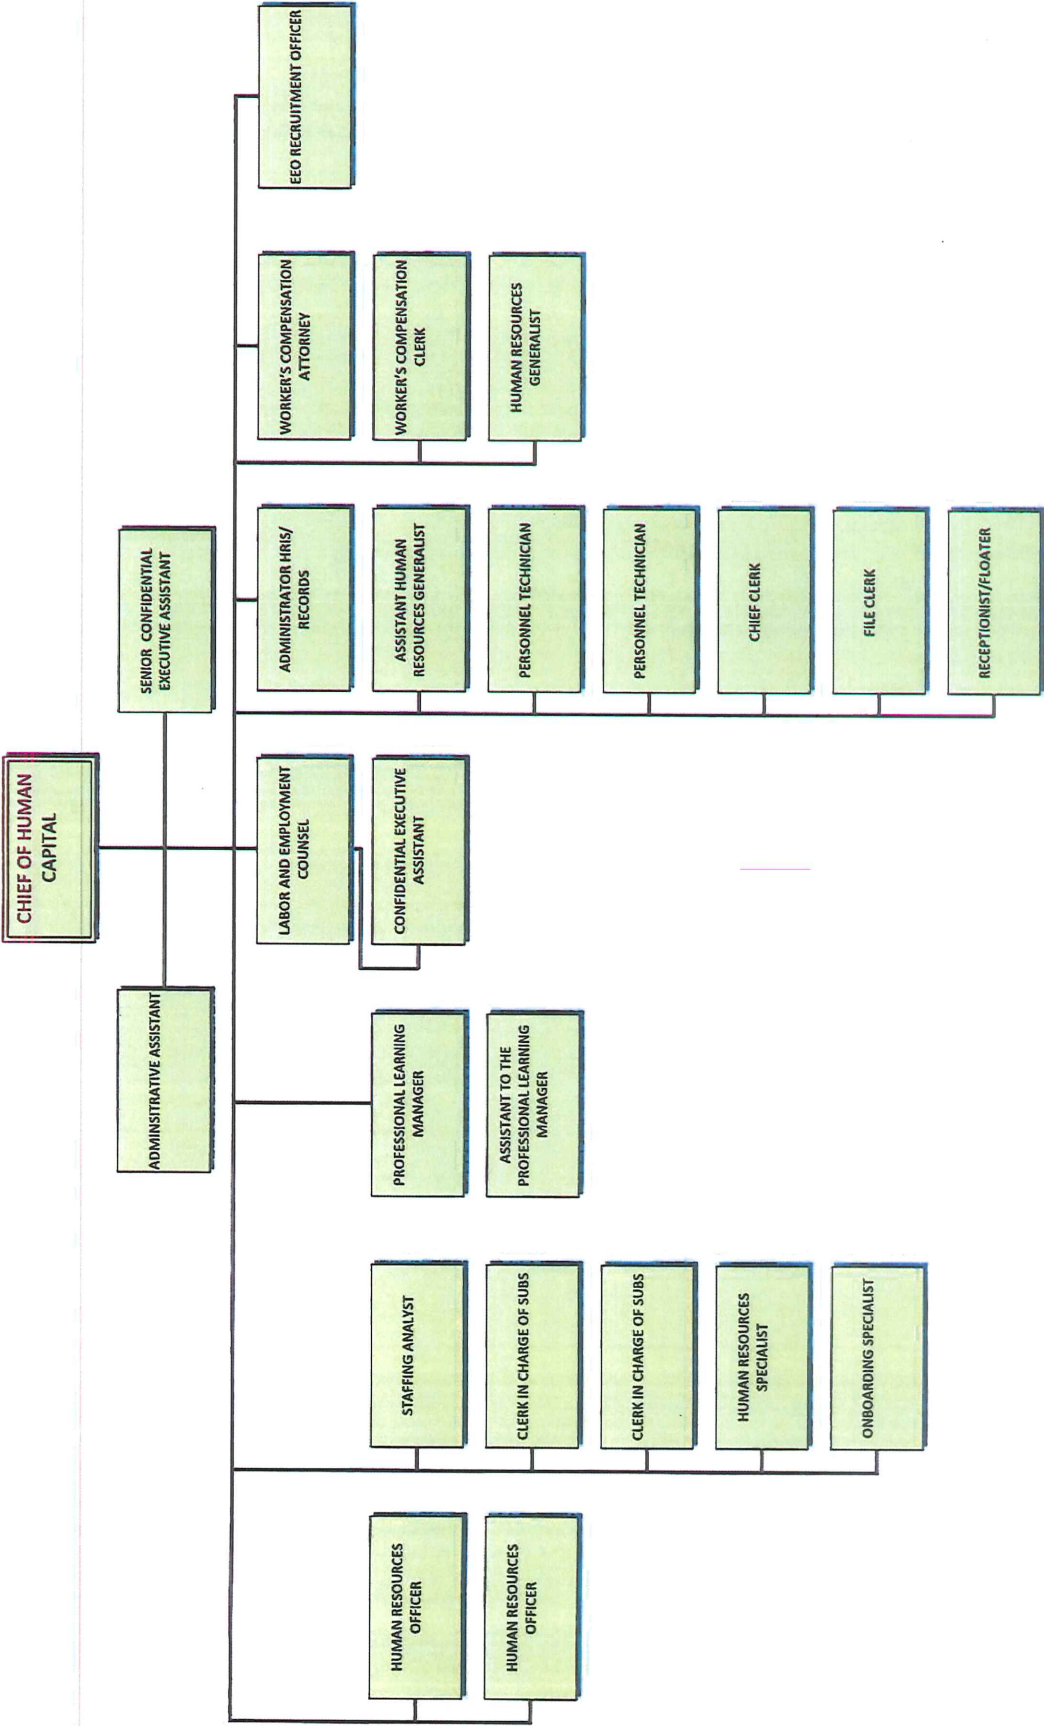 CHIEF OF HUMAN
CAPITAL
ADMINSITRATIVE ASSISTANT
SENIOR CONFIDENTIAL
EXECUTIVE ASSISTANT
HUMAN RESOURCES
OFFICER
HUMAN RESOURCES
OFFICER
STAFFING ANALYST
CLERK IN CHARGE OF SUBS
CLERK IN CHARGE OF SUBS
HUMAN RESOURCES
SPECIALIST
ONBOARDING SPECIALIST
PROFESSIONAL LEARNING
MANAGER
ASSISTANT TO THE
PROFESSIONAL LEARNING
MANAGER
LABOR AND EMPLOYMENT
COUNSEL
CONFIDENTIAL EXECUTIVE
ASSISTANT
ADMINISTRATOR HRIS/
RECORDS
ASSISTANT HUMAN
RESOURCES GENERALIST
PERSONNEL TECHNICIAN
PERSONNEL TECHNICIAN
CHIEF CLERK
FILE CLERK
RECEPTIONIST/FLOATER
WORKER'S COMPENSATION
ATTORNEY
WORKER'S COMPENSATION
CLERK
HUMAN RESOURCES
GENERALIST
EEO RECRUITMENT OFFICER